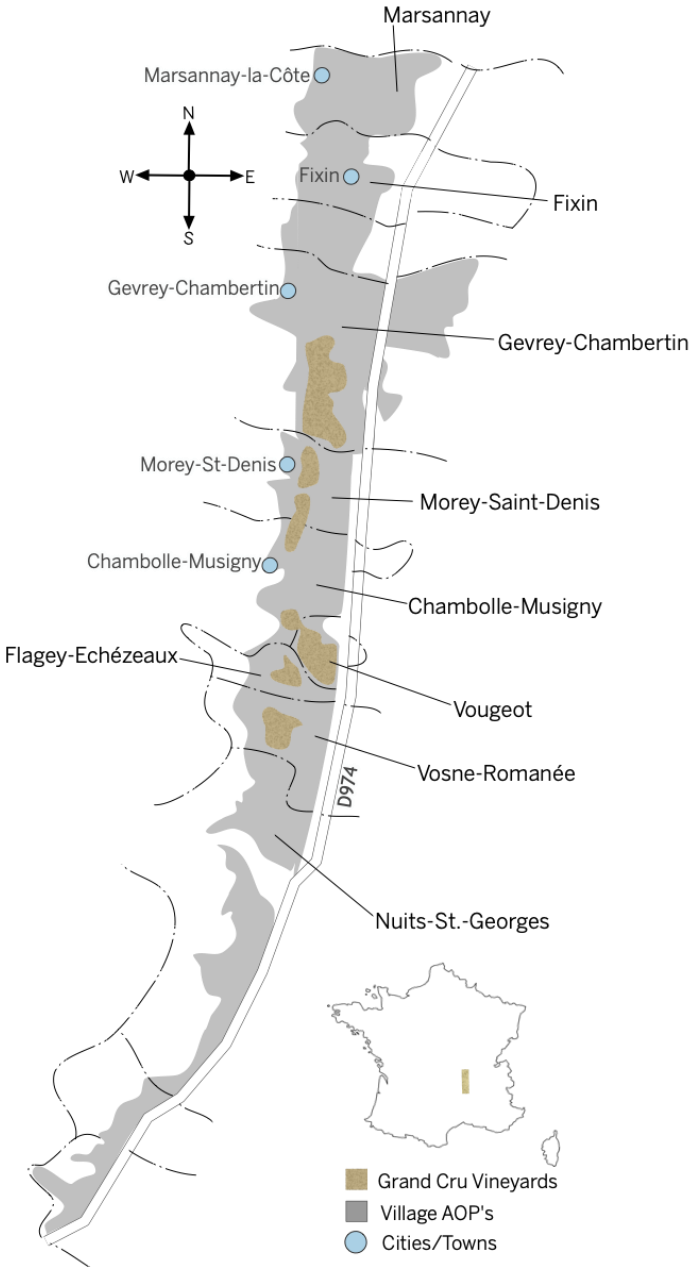 Marsannay
Marsannay-la-Côte
N
W
E
S
Fixin
Fixin
Gevrey-Chambertin
Gevrey-Chambertin
Morey-St-Denis
Morey-Saint-Denis
Chambolle-Musigny
Chambolle-Musigny
Flagey-Echézeaux
Vougeot
Vosne-Romanée
D974
Nuits-St.-Georges
Grand Cru Vineyards
Village AOP's
Cities/Towns